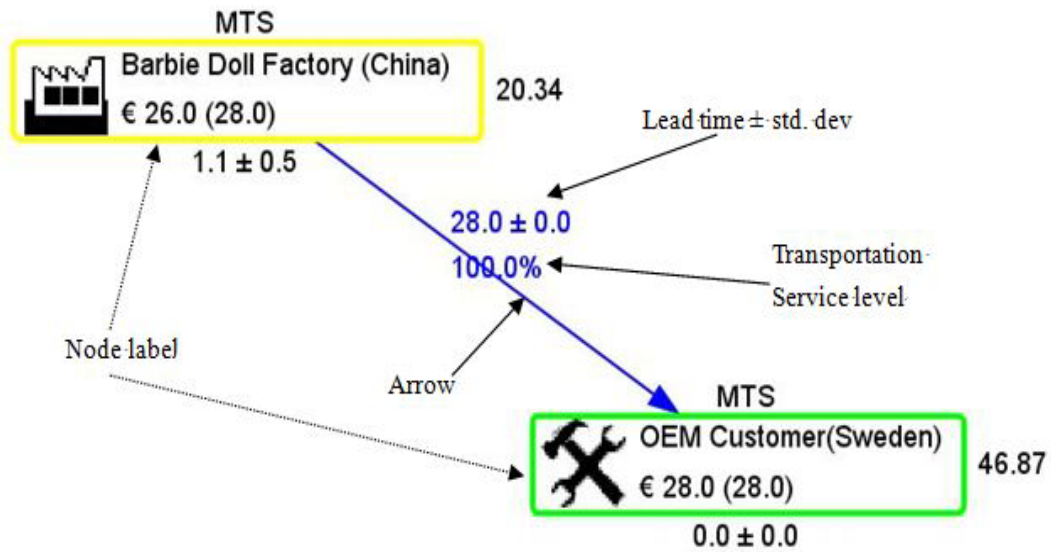 MTS
Barbie Doll Factory (China)
€ 26.0 (28.0)
20.34
1.1 ± 0.5
Lead time ± std. dev
28.0 ± 0.0
100.0%
Transportation
Service level
Node label
Arrow
MTS
OEM Customer(Sweden)
€ 28.0 (28.0)
46.87
0.0 ± 0.0